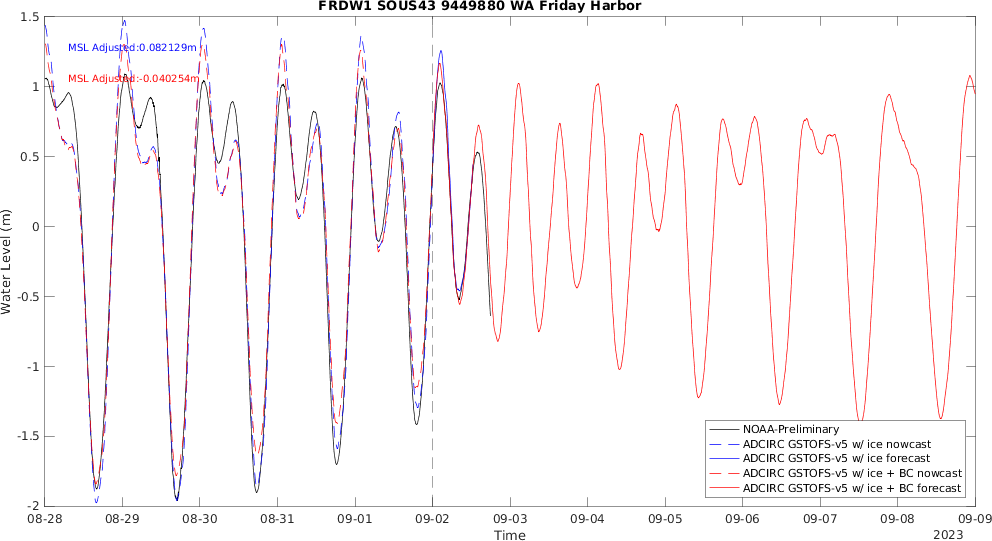 FRDW1 SOUS43 9449880 WA Friday Harbor
1.5
MSL Adjusted:0.082129m
MSL Adjusted:-0.040254m
1
0.5
0
-0.5
-1
-1.5
-2
Water Level (m)
NOAA-Preliminary
ADCIRC GSTOFS-v5 w/ ice nowcast
ADCIRC GSTOFS-v5 w/ ice forecast
ADCIRC GSTOFS-v5 w/ ice + BC nowcast
ADCIRC GSTOFS-v5 w/ ice + BC forecast
08-28 08-29 08-30 08-31 09-01 09-02 09-03 09-04 09-05 09-06 09-07 09-08 09-09
Time
2023